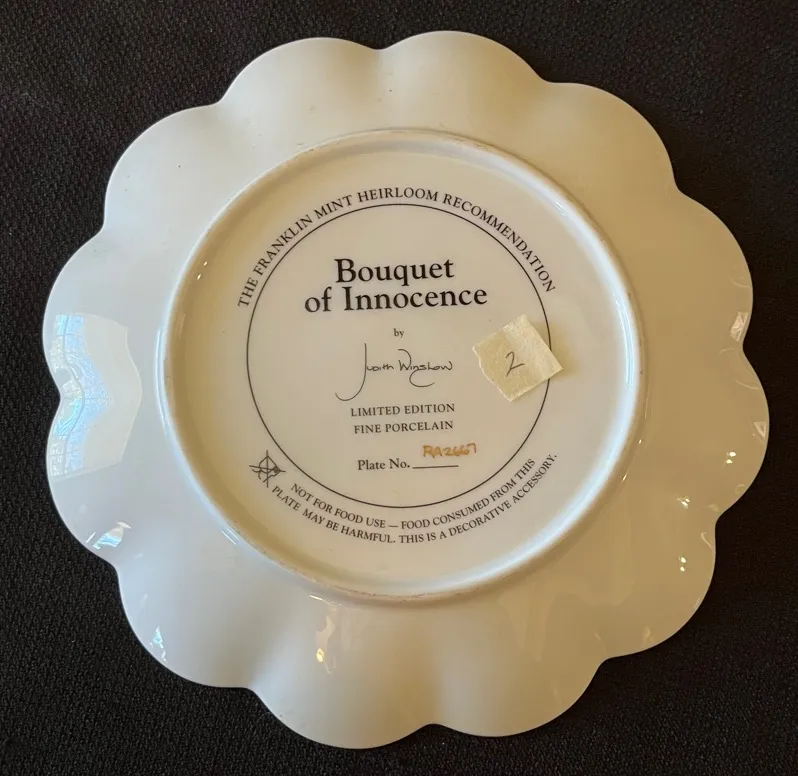 THE FRANKLIN MINT HEIRLOOM RECOMMENDATION
Bouquet
of Innocence
by
Judith Winslow
2
LIMITED EDITION
FINE PORCELAIN
Plate No. RA2667
NOT FOR FOOD USE — FOOD CONSUMED FROM THIS
PLATE MAY BE HARMFUL. THIS IS A DECORATIVE ACCESSORY.